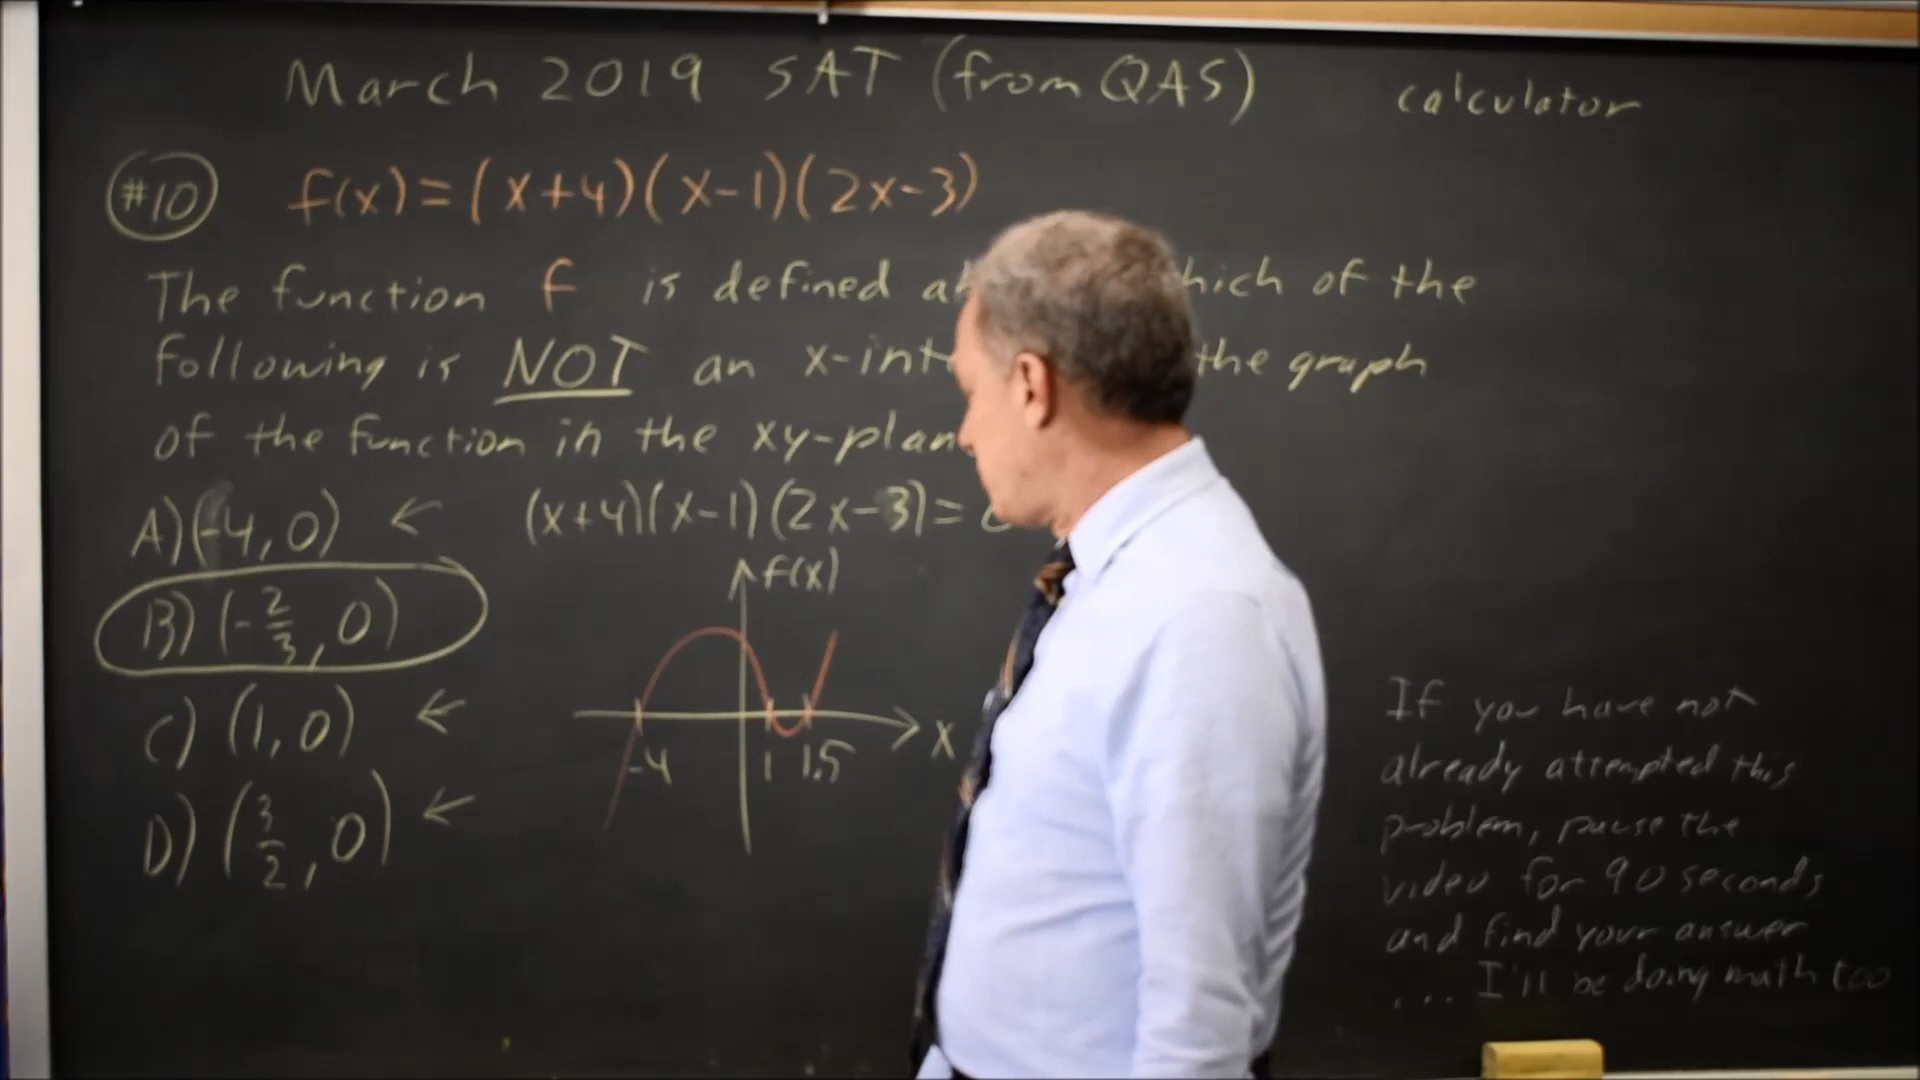 March 2019 SAT (from QAS) calculator
#10 f(x)=(x+4)(x-1)(2x-3)
The function f is defined hich of the
following is NOT an x-int the graph
of the function in the xy-plan
A) (-4, 0) ← (x+4)(x-1)(2x-3)=
B) (-2/3, 0)
C) (1, 0) ←
D) (3/2, 0) ←
f(x)
x
-4 1 1.5
If you have not
already attempted this
problem, pause the
video for 90 seconds
and find your answer
... I'll be doing math too